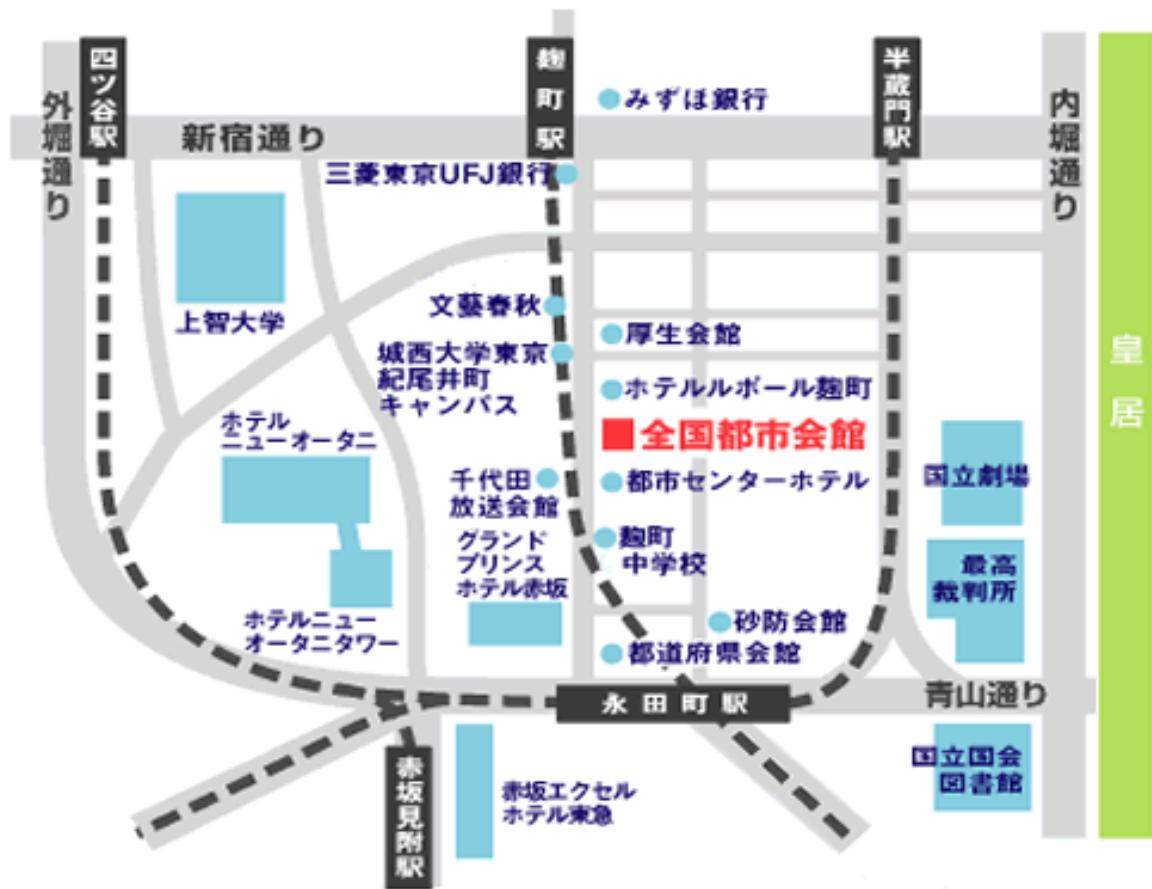 四ツ谷駅
麹町駅
半蔵門駅
外堀通り
新宿通り
みずほ銀行
内堀通り
三菱東京UFJ銀行
上智大学
文藝春秋
厚生会館
城西大学東京
紀尾井町
キャンパス
皇居
ホテルルポール麹町
ホテル
ニューオータニ
全国都市会館
千代田
放送会館
都市センターホテル
国立劇場
グランド
プリンス
ホテル赤坂
麹町
中学校
最高
裁判所
ホテルニュー
オータニタワー
砂防会館
都道府県会館
永田町駅
青山通り
赤坂見附駅
赤坂エクセル
ホテル東急
国立国会
図書館